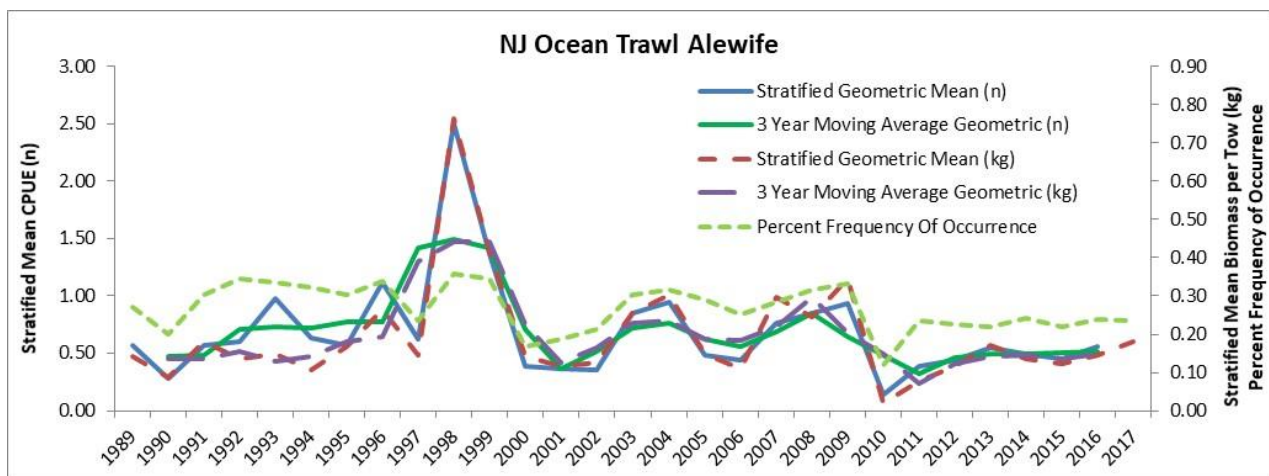 NJ Ocean Trawl Alewife
3.00
2.50
2.00
1.50
1.00
0.50
0.00
Stratified Mean CPUE (n)
Stratified Geometric Mean (n)
3 Year Moving Average Geometric (n)
Stratified Geometric Mean (kg)
3 Year Moving Average Geometric (kg)
Percent Frequency Of Occurrence
0.90
0.80
0.70
0.60
0.50
0.40
0.30
0.20
0.10
0.00
Stratified Mean Biomass per Tow (kg)
Percent Frequency of Occurrence
1989 1990 1991 1992 1993 1994 1995 1996 1997 1998 1999 2000 2001 2002 2003 2004 2005 2006 2007 2008 2009 2010 2011 2012 2013 2014 2015 2016 2017